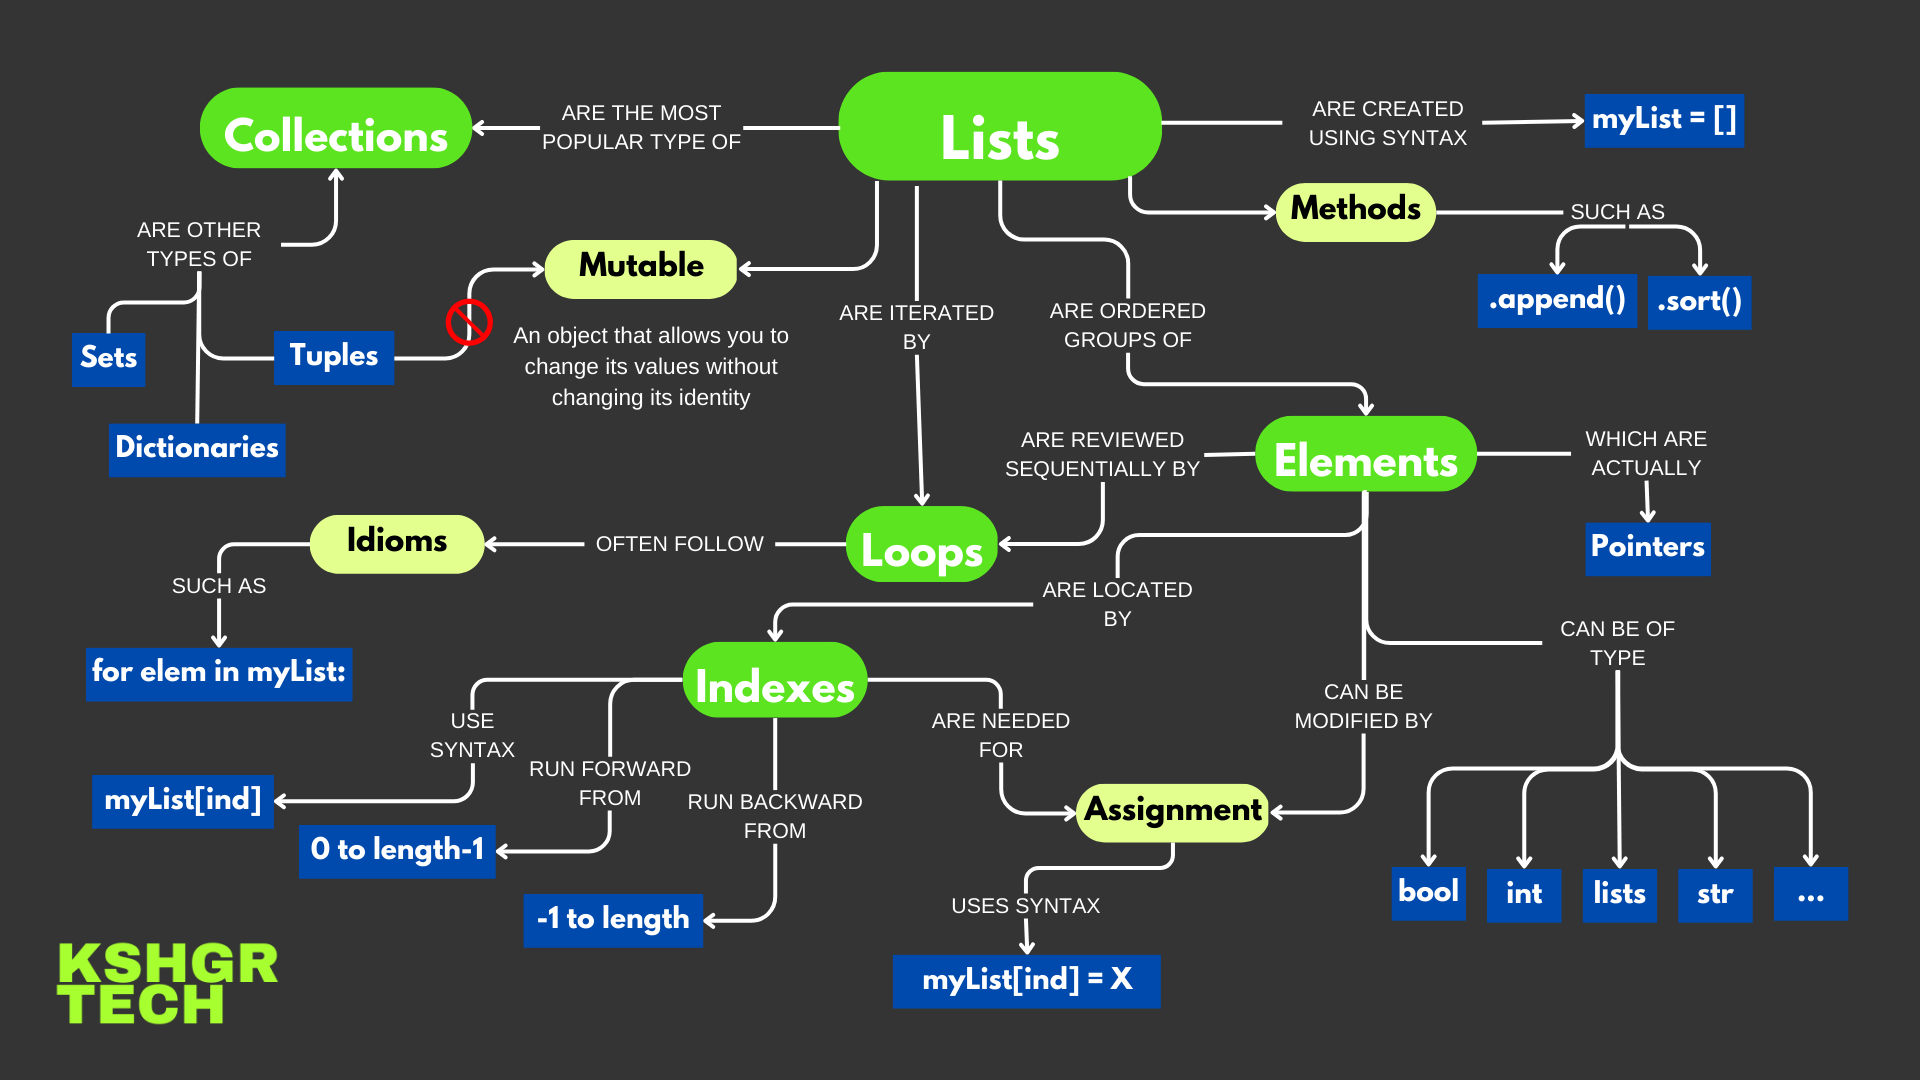 Collections
ARE THE MOST
POPULAR TYPE OF
Lists
ARE CREATED
USING SYNTAX
myList = []
Methods
SUCH AS
.append()
.sort()
ARE OTHER
TYPES OF
Mutable
An object that allows you to
change its values without
changing its identity
Sets
Tuples
Dictionaries
ARE ITERATED
BY
ARE ORDERED
GROUPS OF
ARE REVIEWED
SEQUENTIALLY BY
Elements
WHICH ARE
ACTUALLY
Pointers
Idioms
OFTEN FOLLOW
Loops
SUCH AS
for elem in myList:
ARE LOCATED
BY
CAN BE OF
TYPE
Indexes
USE
SYNTAX
RUN FORWARD
FROM
RUN BACKWARD
FROM
ARE NEEDED
FOR
CAN BE
MODIFIED BY
myList[ind]
0 to length-1
-1 to length
Assignment
USES SYNTAX
myList[ind] = X
bool
int
lists
str
...
KSHGR
TECH